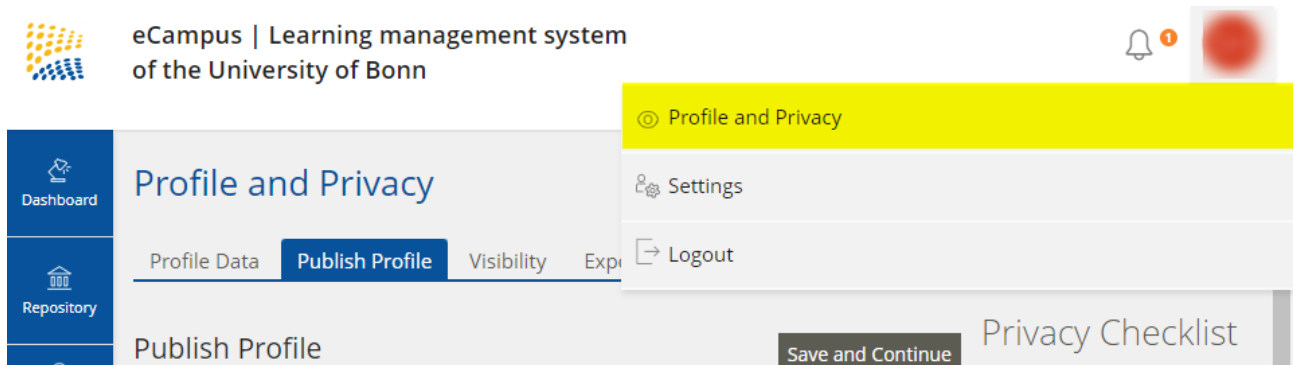 eCampus | Learning management system
of the University of Bonn
1
Profile and Privacy
Settings
Logout
Dashboard
Repository
Profile and Privacy
Profile Data Publish Profile Visibility
Publish Profile
Save and Continue
Privacy Checklist